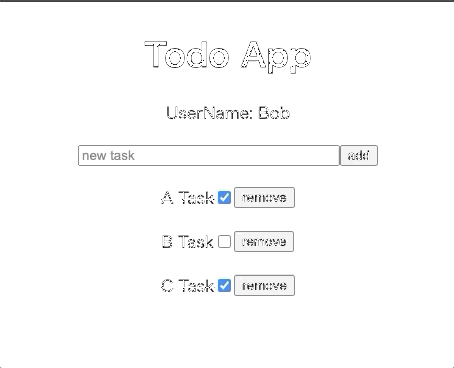 Todo App
UserName: Bob
new task add
A Task remove
B Task remove
C Task remove